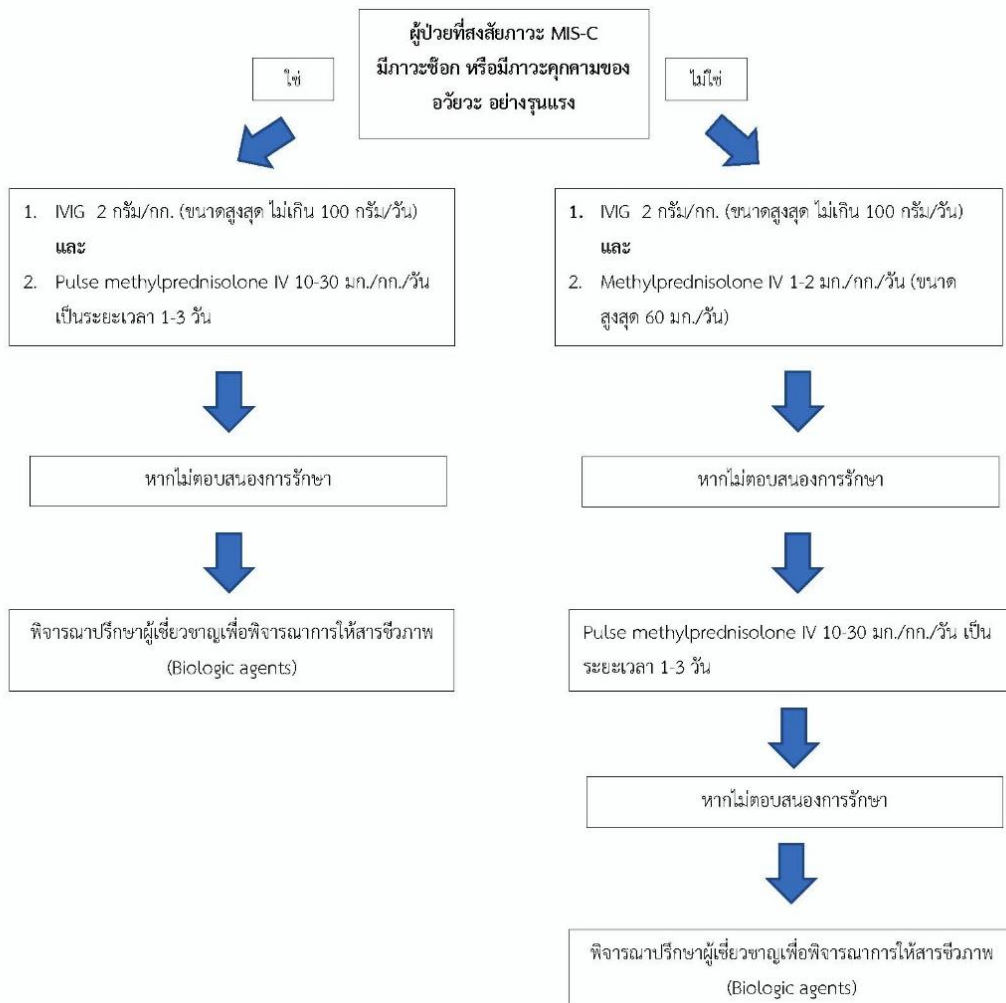 ผู้ป่วยที่สงสัยภาวะ MIS-C
มีภาวะช๊อก หรือมีภาวะคุกคามของ
อวัยวะ อย่างรุนแรง
ใช่
ไม่ใช่
1. IVIG 2 กรัม/กก. (ขนาดสูงสุด ไม่เกิน 100 กรัม/วัน)
และ
2. Pulse methylprednisolone IV 10-30 มก./กก./วัน
เป็นระยะเวลา 1-3 วัน
1. IVIG 2 กรัม/กก. (ขนาดสูงสุด ไม่เกิน 100 กรัม/วัน)
และ
2. Methylprednisolone IV 1-2 มก./กก./วัน (ขนาด
สูงสุด 60 มก./วัน)
หากไม่ตอบสนองการรักษา
หากไม่ตอบสนองการรักษา
พิจารณาปรึกษาผู้เชี่ยวชาญเพื่อพิจารณาการให้สารชีวภาพ
(Biologic agents)
Pulse methylprednisolone IV 10-30 มก./กก./วัน เป็น
ระยะเวลา 1-3 วัน
หากไม่ตอบสนองการรักษา
พิจารณาปรึกษาผู้เชี่ยวชาญเพื่อพิจารณาการให้สารชีวภาพ
(Biologic agents)